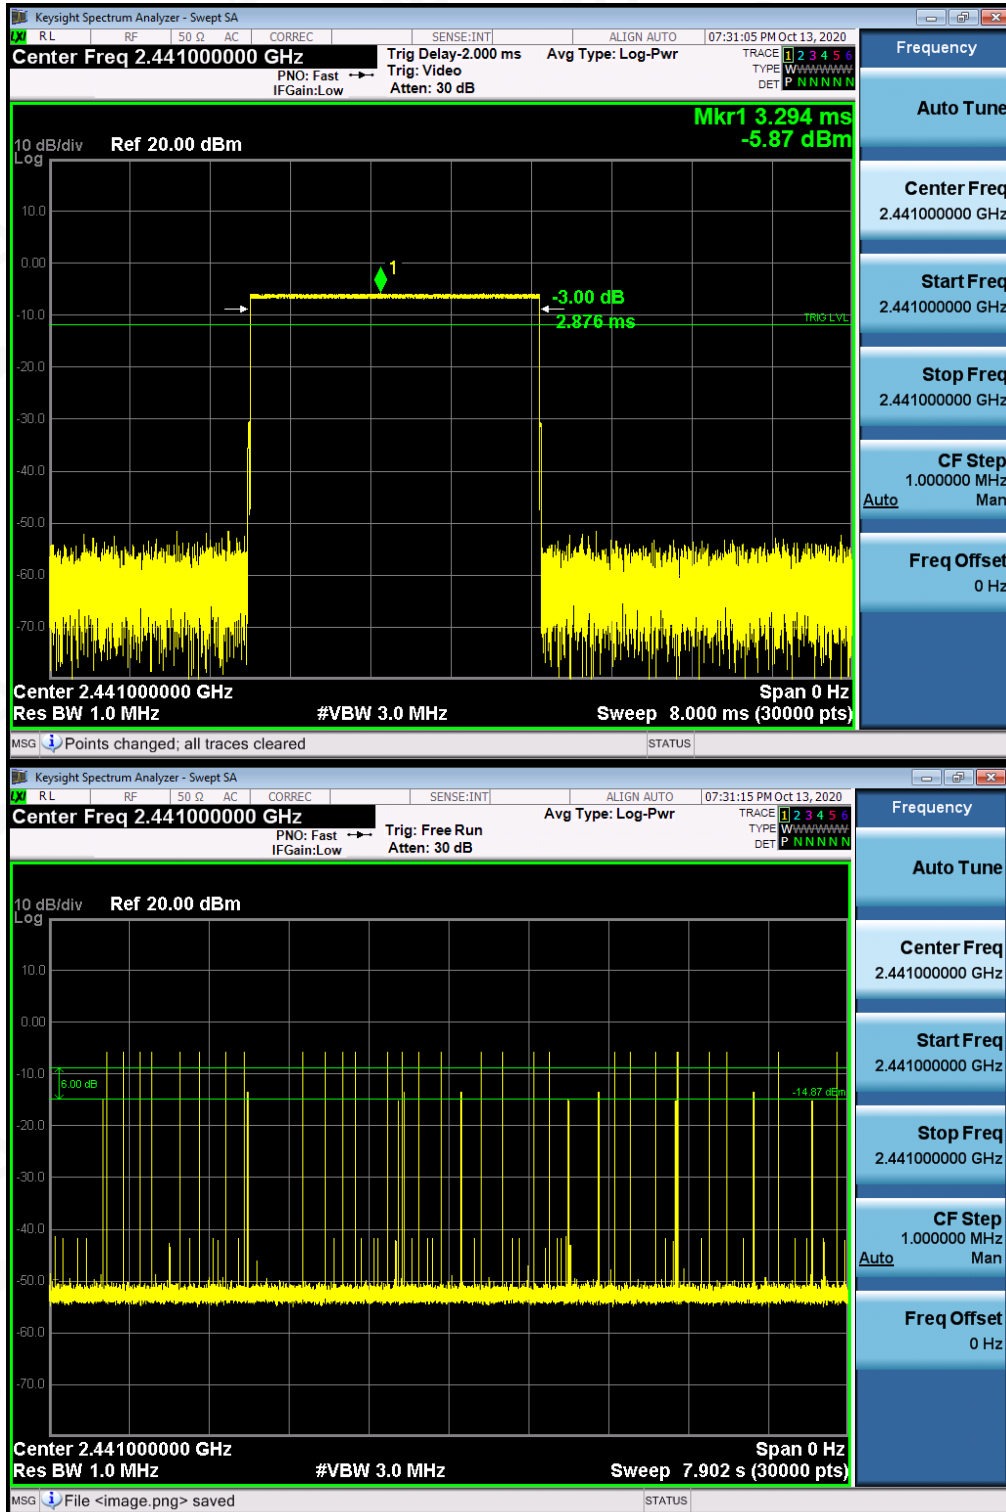 Keysight Spectrum Analyzer - Swept SA
LXI RL RF 50 Ω AC CORREC SENSE:INT ALIGN AUTO 07:31:05 PM Oct 13, 2020
Center Freq 2.441000000 GHz
PNO: Fast
IFGain:Low
Trig Delay-2.000 ms
Trig: Video
Atten: 30 dB
Avg Type: Log-Pwr
TRACE 1 2 3 4 5 6
TYPE WWWWWW
DET P N N N N N
Mkr1 3.294 ms
-5.87 dBm
10 dB/div
Log
Ref 20.00 dBm
10.0
0.00
1
-3.00 dB
-10.0
2.876 ms
TRIG LVL
-20.0
-30.0
-40.0
-50.0
-60.0
-70.0
Center 2.441000000 GHz
Span 0 Hz
Res BW 1.0 MHz
#VBW 3.0 MHz
Sweep 8.000 ms (30000 pts)
MSG Points changed; all traces cleared
STATUS
Frequency
Auto Tune
Center Freq
2.441000000 GHz
Start Freq
2.441000000 GHz
Stop Freq
2.441000000 GHz
CF Step
1.000000 MHz
Auto Man
Freq Offset
0 Hz
Keysight Spectrum Analyzer - Swept SA
LXI RL RF 50 Ω AC CORREC SENSE:INT ALIGN AUTO 07:31:15 PM Oct 13, 2020
Center Freq 2.441000000 GHz
PNO: Fast
IFGain:Low
Trig: Free Run
Atten: 30 dB
Avg Type: Log-Pwr
TRACE 1 2 3 4 5 6
TYPE WWWWWW
DET P N N N N N
10 dB/div
Log
Ref 20.00 dBm
10.0
0.00
-10.0
6.00 dB
-14.87 dBm
-20.0
-30.0
-40.0
-50.0
-60.0
-70.0
Center 2.441000000 GHz
Span 0 Hz
Res BW 1.0 MHz
#VBW 3.0 MHz
Sweep 7.902 s (30000 pts)
MSG File <image.png> saved
STATUS
Frequency
Auto Tune
Center Freq
2.441000000 GHz
Start Freq
2.441000000 GHz
Stop Freq
2.441000000 GHz
CF Step
1.000000 MHz
Auto Man
Freq Offset
0 Hz